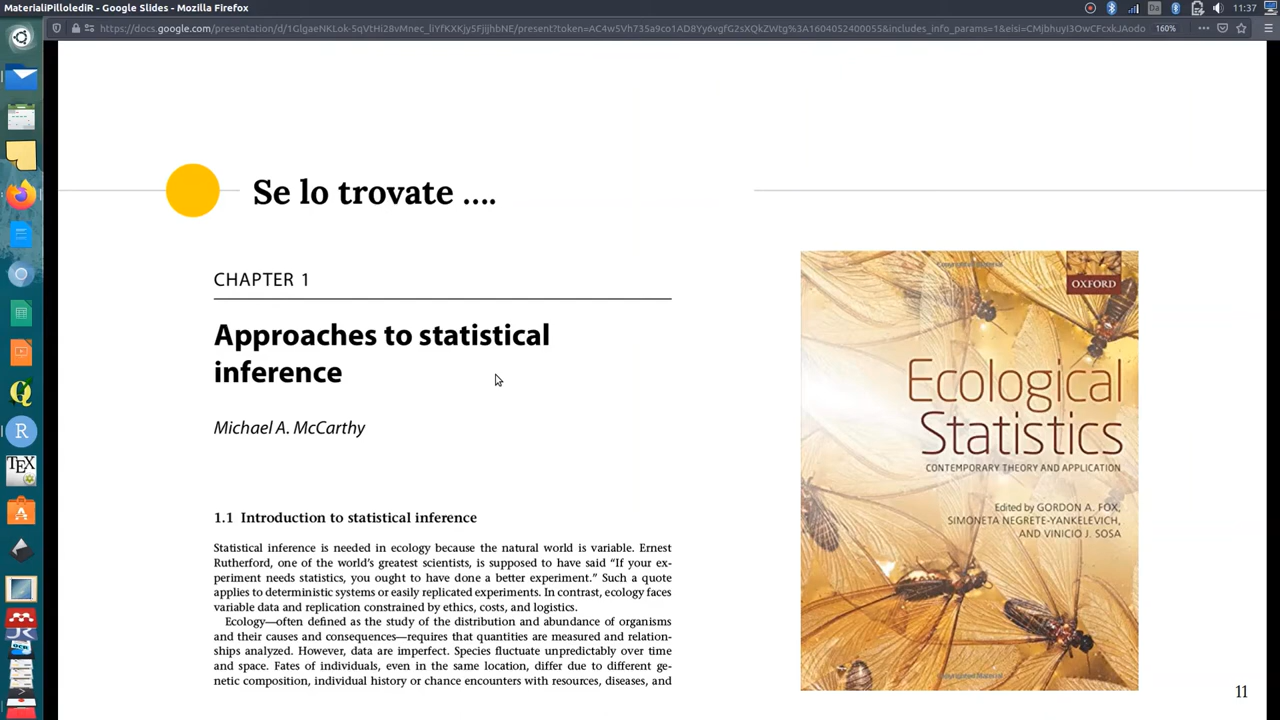 MaterialiPillolediR - Google Slides - Mozilla Firefox
11:37
160%
Se lo trovate ....
CHAPTER 1
Approaches to statistical
inference
Michael A. McCarthy
1.1 Introduction to statistical inference
Statistical inference is needed in ecology because the natural world is variable. Ernest
Rutherford, one of the world's greatest scientists, is supposed to have said “If your ex-
periment needs statistics, you ought to have done a better experiment.” Such a quote
applies to deterministic systems or easily replicated experiments. In contrast, ecology faces
variable data and replication constrained by ethics, costs, and logistics.
Ecology—often defined as the study of the distribution and abundance of organisms
and their causes and consequences—requires that quantities are measured and relation-
ships analyzed. However, data are imperfect. Species fluctuate unpredictably over time
and space. Fates of individuals, even in the same location, differ due to different ge-
netic composition, individual history or chance encounters with resources, diseases, and
OXFORD
Ecological
Statistics
CONTEMPORARY THEORY AND APPLICATION
Edited by GORDON A. FOX,
SIMONETA NEGRETE-YANKELEVICH,
AND VINICIO J. SOSA
Copyrighted Material
11